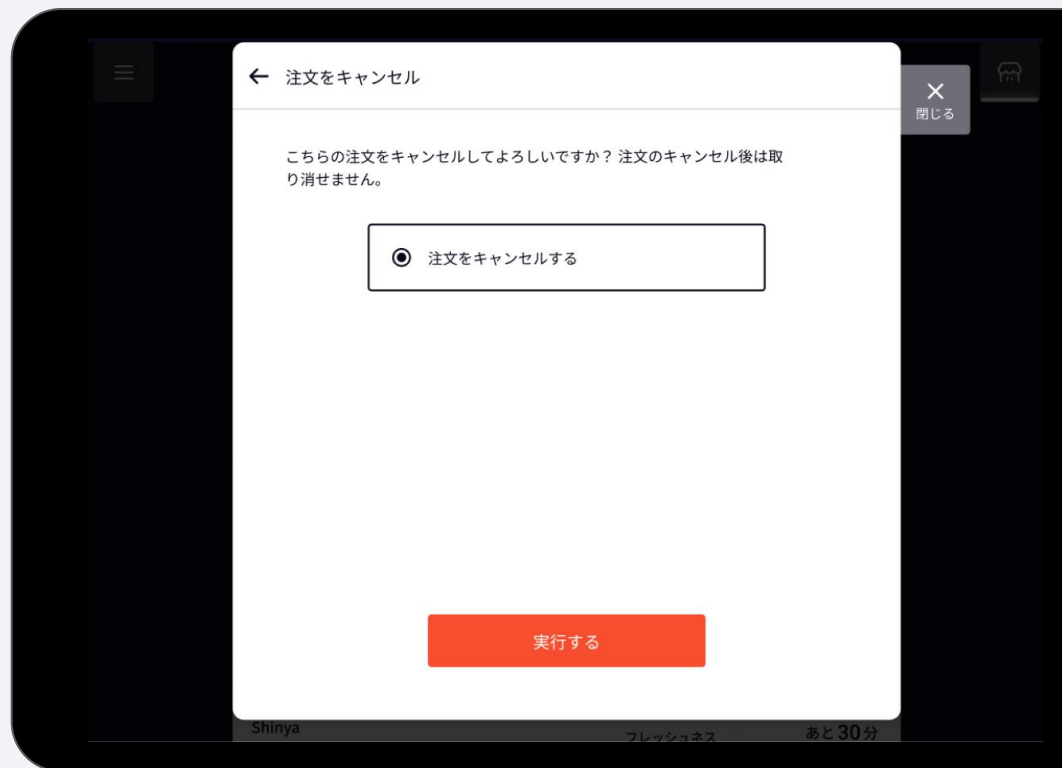 注文をキャンセル
閉じる
こちらの注文をキャンセルしてよろしいですか? 注文のキャンセル後は取
り消せません。
注文をキャンセルする
実行する
Shinya
フレッシュネス
あと30分